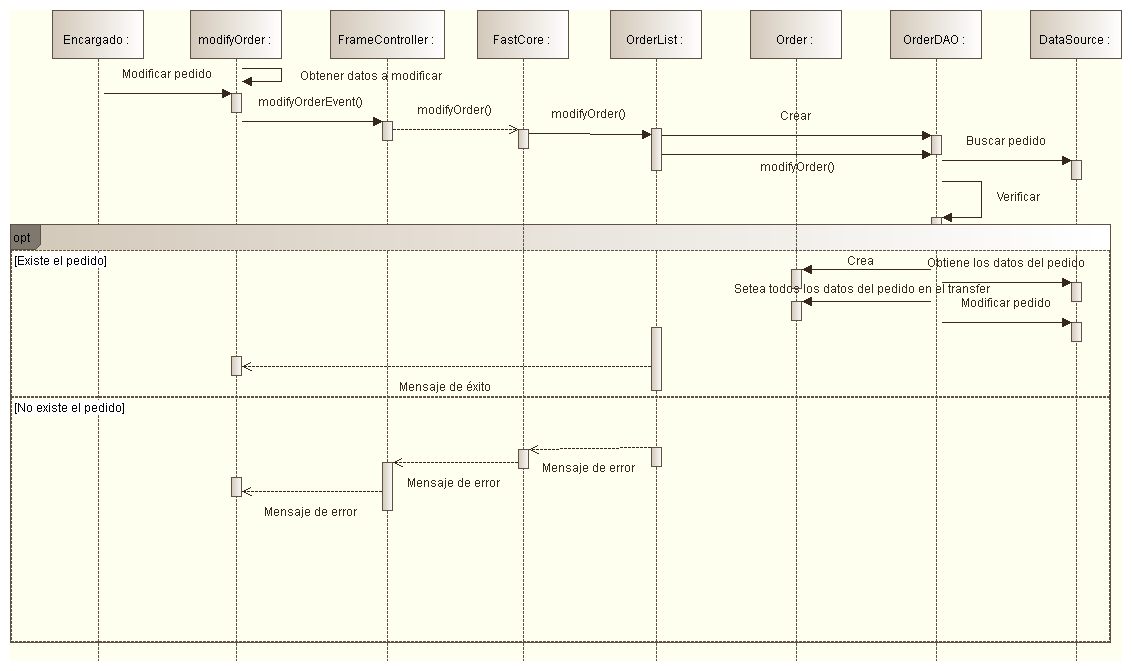 Encargado :
modifyOrder :
FrameController :
FastCore :
OrderList :
Order :
OrderDAO :
DataSource :
Modificar pedido
Obtener datos a modificar
modifyOrderEvent()
modifyOrder()
modifyOrder()
Crear
modifyOrder()
Buscar pedido
Verificar
opt
[Existe el pedido]
Crea
Obtiene los datos del pedido
Setea todos los datos del pedido en el transfer
Modificar pedido
Mensaje de éxito
[No existe el pedido]
Mensaje de error
Mensaje de error
Mensaje de error